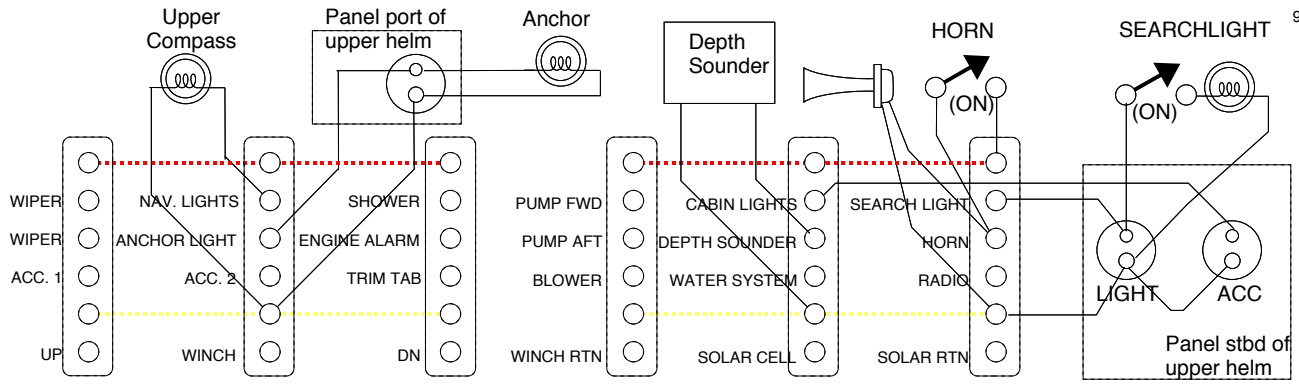 Upper
Compass
Panel port of
upper helm
Anchor
Depth
Sounder
HORN
(ON)
SEARCHLIGHT
(ON)
9
WIPER
NAV. LIGHTS
SHOWER
PUMP FWD
CABIN LIGHTS
SEARCH LIGHT
WIPER
ANCHOR LIGHT
ENGINE ALARM
PUMP AFT
DEPTH SOUNDER
HORN
ACC. 1
ACC. 2
TRIM TAB
BLOWER
WATER SYSTEM
RADIO
LIGHT
ACC
UP
WINCH
DN
WINCH RTN
SOLAR CELL
SOLAR RTN
Panel stbd of
upper helm